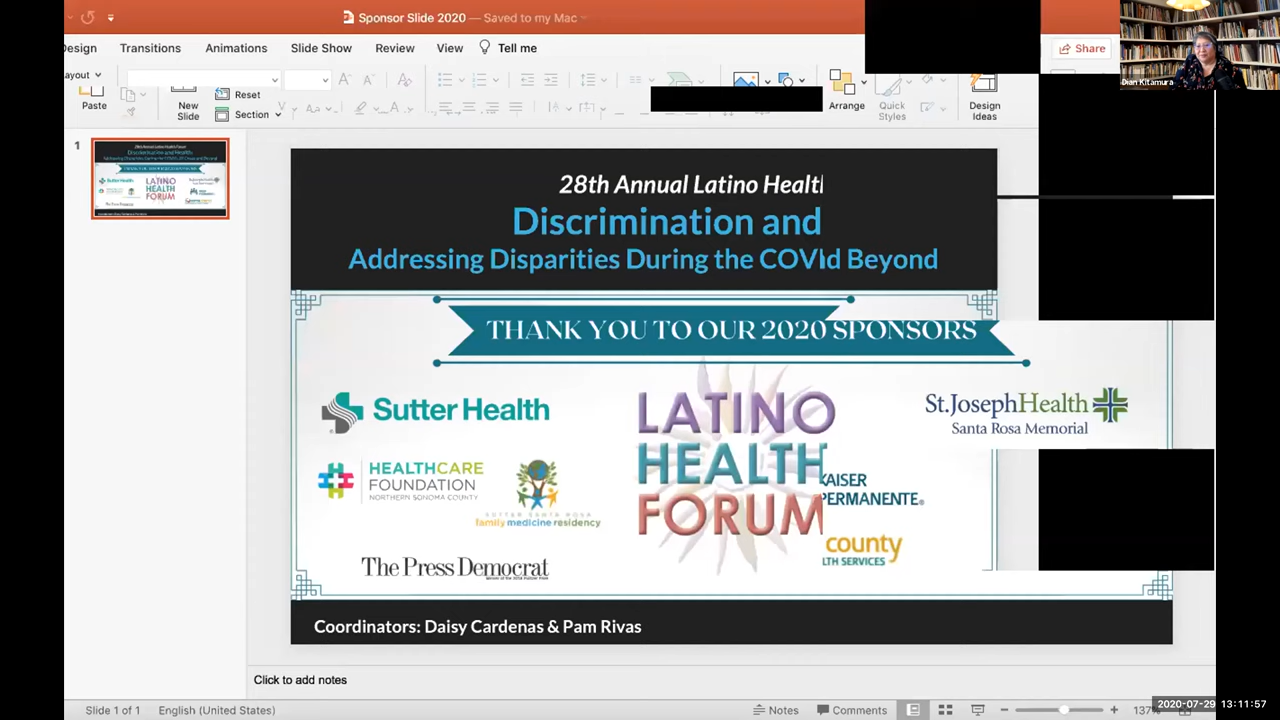 Sponsor Slide 2020 — Saved to my Mac
Design Transitions Animations Slide Show Review View Tell me
Share
Dian Kitamura
Layout
Paste
New
Slide
Reset
Section
Arrange
Quick
Styles
Design
Ideas
1
28th Annual Latino Healt
Discrimination and
Addressing Disparities During the COVId Beyond
THANK YOU TO OUR 2020 SPONSORS
Sutter Health
LATINO
HEALTH
FORUM
St.JosephHealth
Santa Rosa Memorial
HEALTHCARE
FOUNDATION
NORTHERN SONOMA COUNTY
SUTTER SANTA ROSA
family medicine residency
KAISER
PERMANENTE®
county
LTH SERVICES
The Press Democrat
Coordinators: Daisy Cardenas & Pam Rivas
Click to add notes
Slide 1 of 1 English (United States)
Notes Comments 137%
2020-07-29 13:11:57